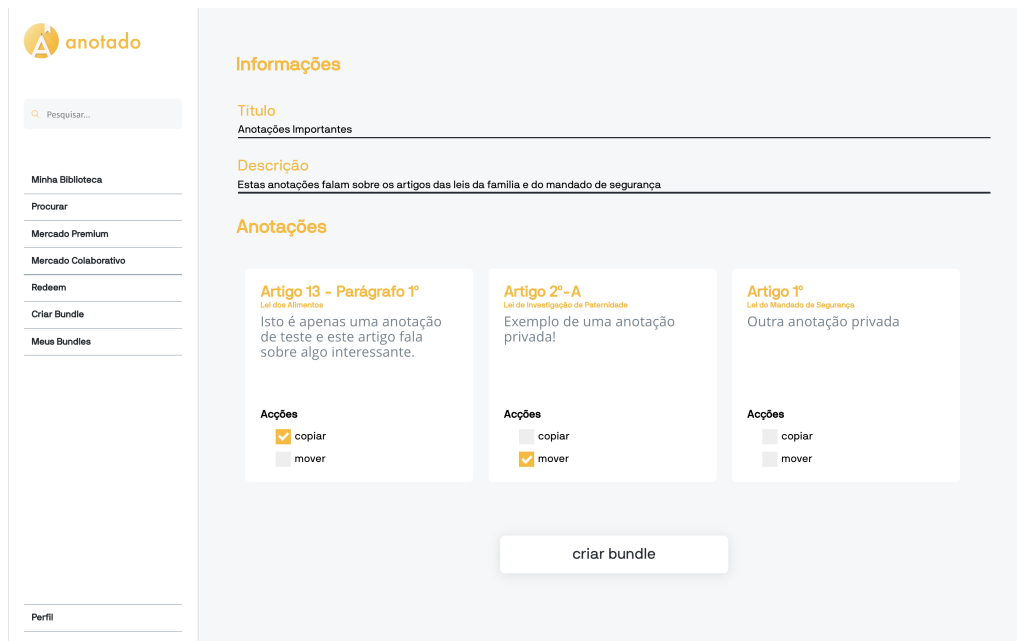 anotado
Pesquisar...
Minha Biblioteca
Procurar
Mercado Premium
Mercado Colaborativo
Redeem
Criar Bundle
Meus Bundles
Perfil
Informações
Titulo
Anotações Importantes
Descrição
Estas anotações falam sobre os artigos das leis da familia e do mandado de segurança
Anotações
Artigo 13 - Parágrafo 1º
Lei dos Alimentos
Isto é apenas uma anotação
de teste e este artigo fala
sobre algo interessante.
Acções
copiar
mover
Artigo 2º-A
Lei de Investigação de Paternidade
Exemplo de uma anotação
privada!
Acções
copiar
mover
Artigo 1º
Lei do Mandado de Segurança
Outra anotação privada
Acções
copiar
mover
criar bundle